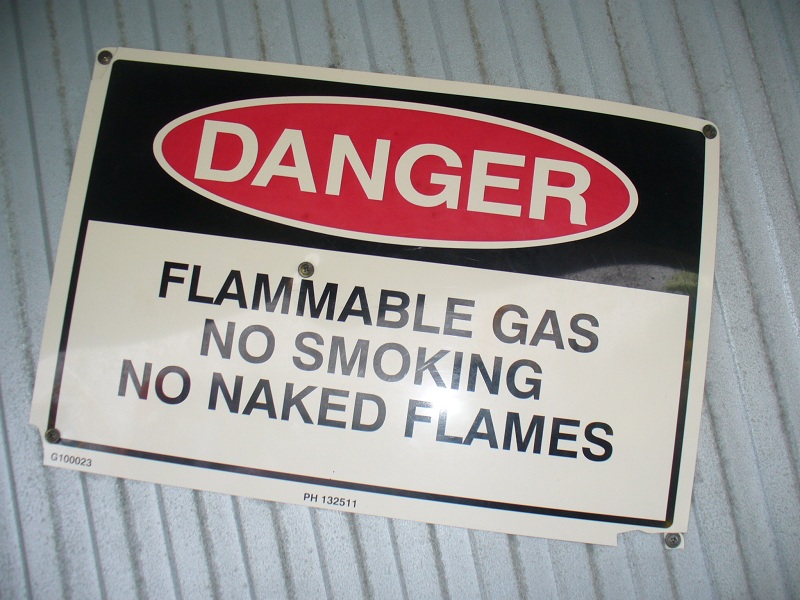 DANGER
FLAMMABLE GAS
NO SMOKING
NO NAKED FLAMES
G100023
PH 132511